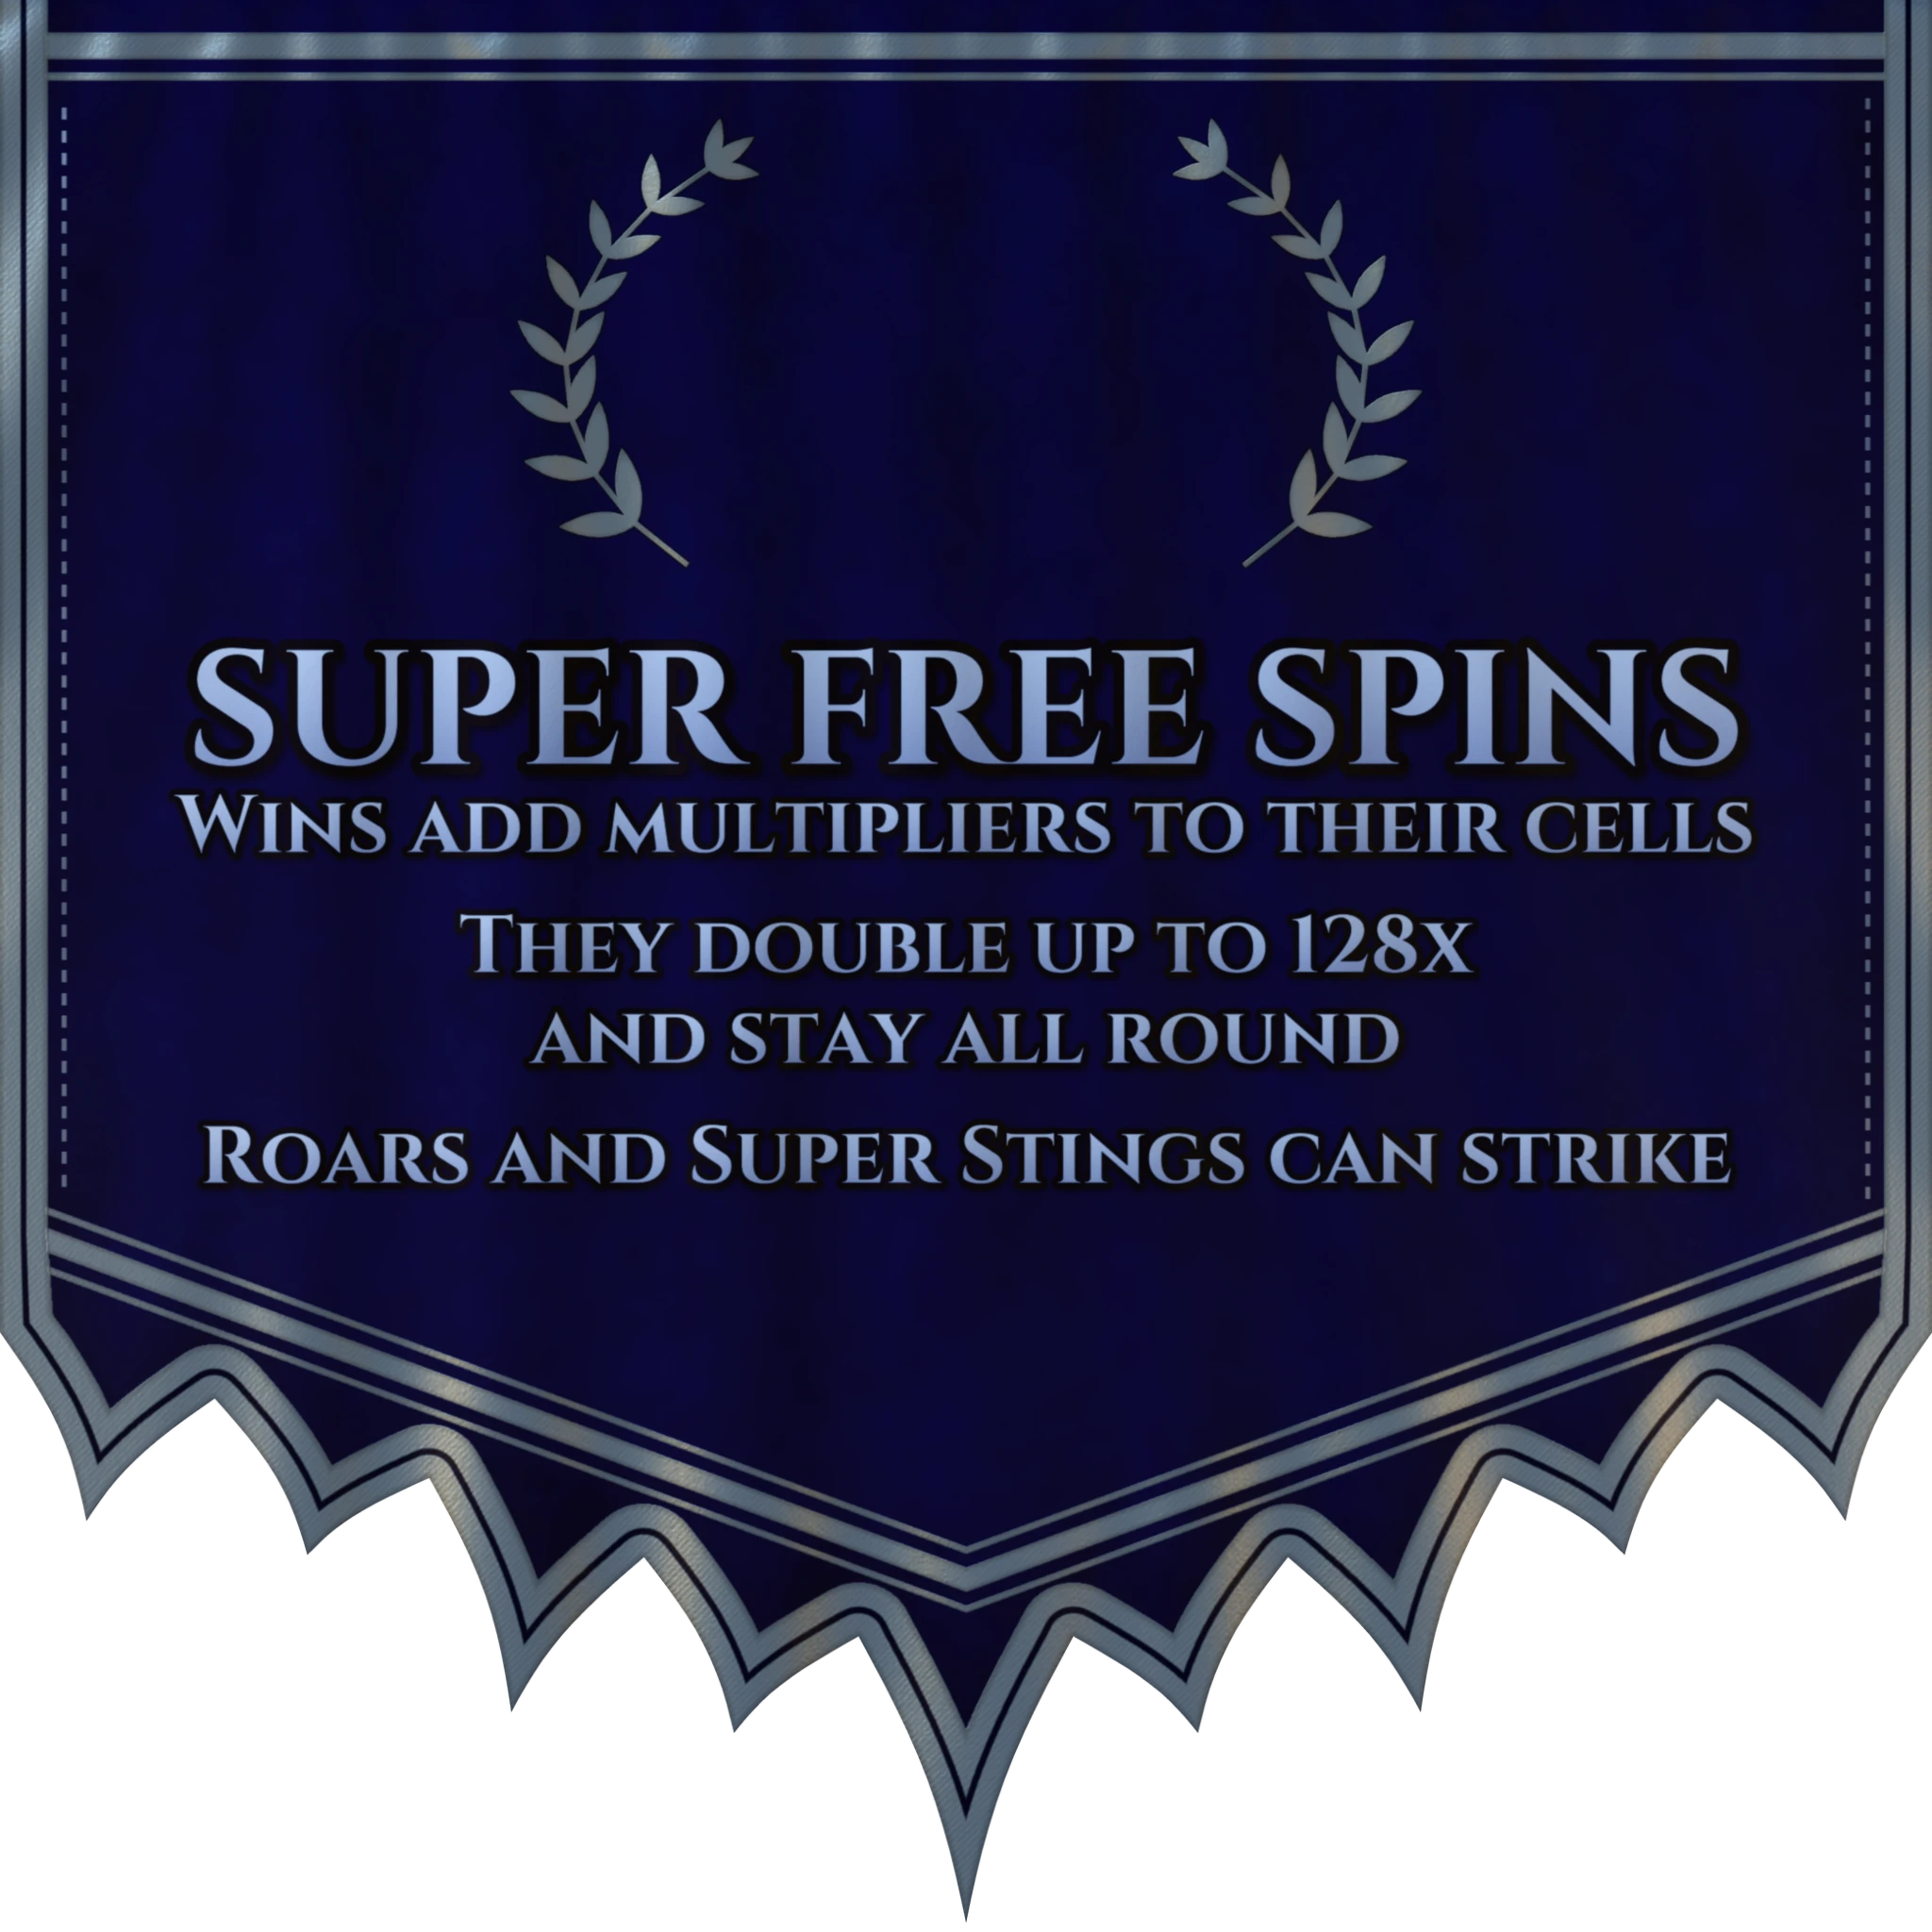 SUPER FREE SPINS
Wins add multipliers to their cells
They double up to 128x
and stay all round
Roars and Super Stings can strike